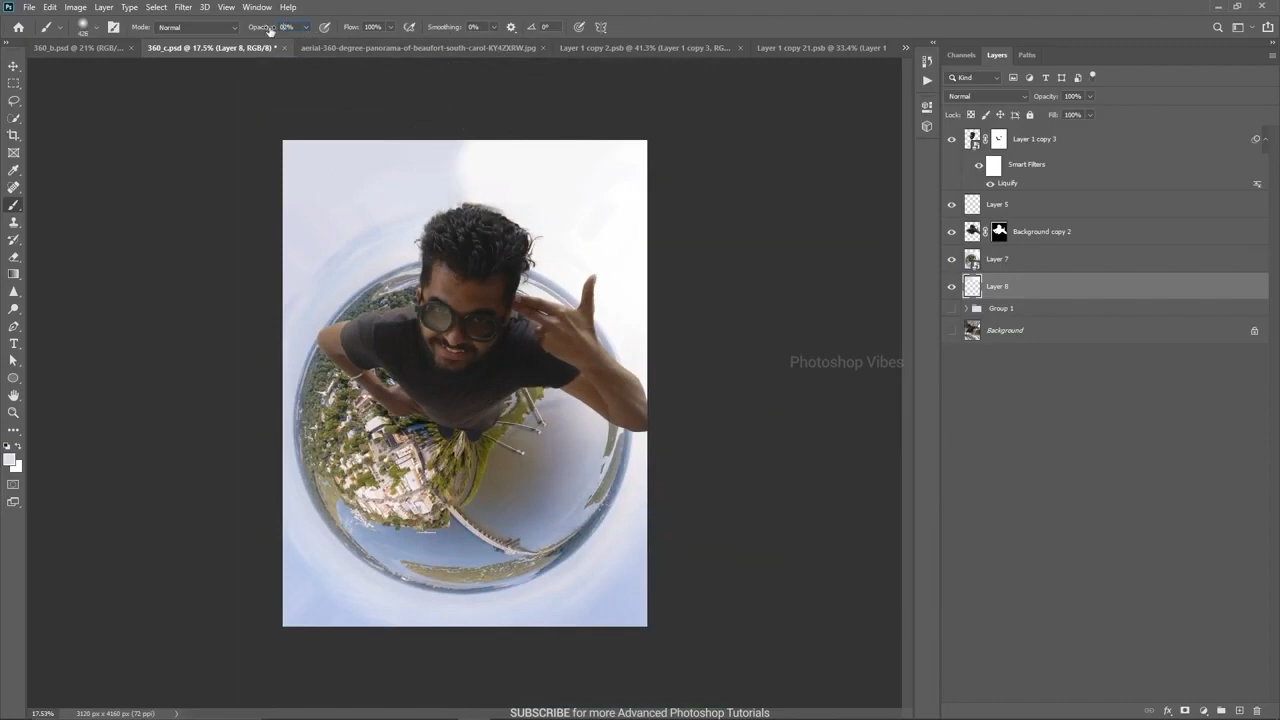 File Edit Image Layer Type Select Filter 3D View Window Help
426 Mode: Normal Opacity: 00% Flow: 100% Smoothing: 0% 0°
360_b.psd @ 21% (RGB/... × 360_c.psd @ 17.5% (Layer 8, RGB/8) * × aerial-360-degree-panorama-of-beaufort-south-carol-KY4ZXRW.jpg × Layer 1 copy 2.psb @ 41.3% (Layer 1 copy 3, RG... × Layer 1 copy 21.psb @ 33.4% (Layer 1
Channels Layers Paths
Kind
Normal Opacity: 100%
Lock: Fill: 100%
Layer 1 copy 3
Smart Filters
Liquify
Layer 5
Background copy 2
Layer 7
Layer 8
Group 1
Background
Photoshop Vibes
17.53% 3120 px x 4160 px (72 ppi)
SUBSCRIBE for more Advanced Photoshop Tutorials